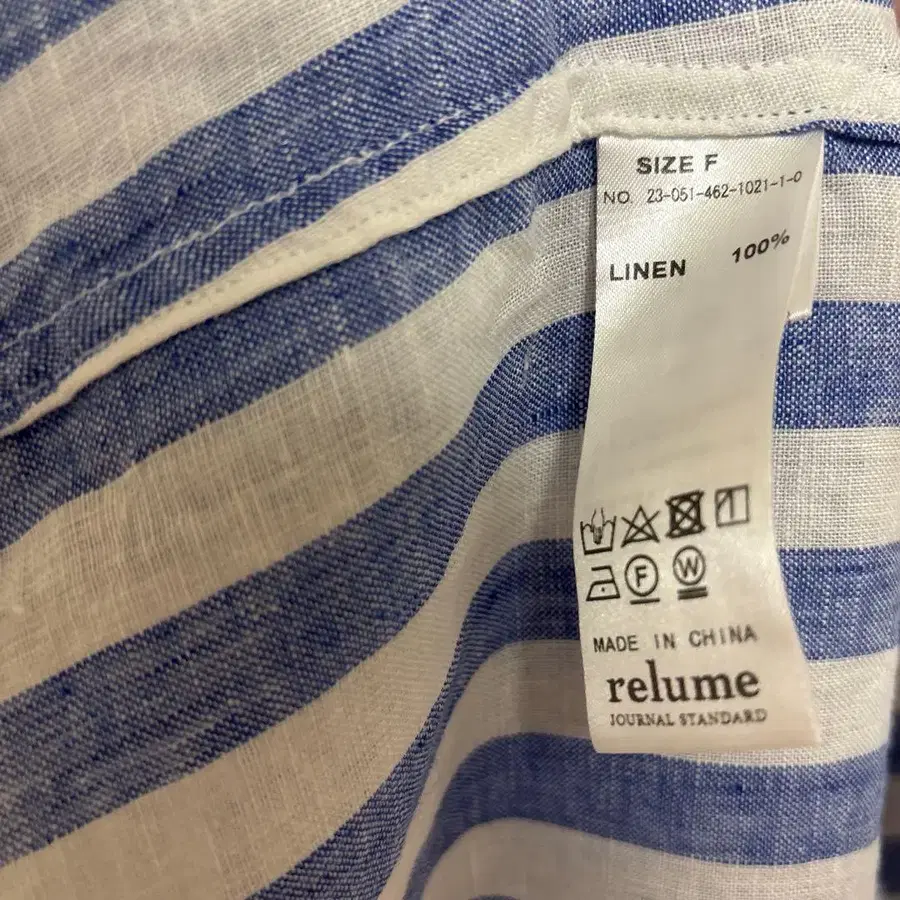 SIZE F
NO. 23-051-462-1021-1-0
LINEN 100%
F W
MADE IN CHINA
relume
JOURNAL STANDARD